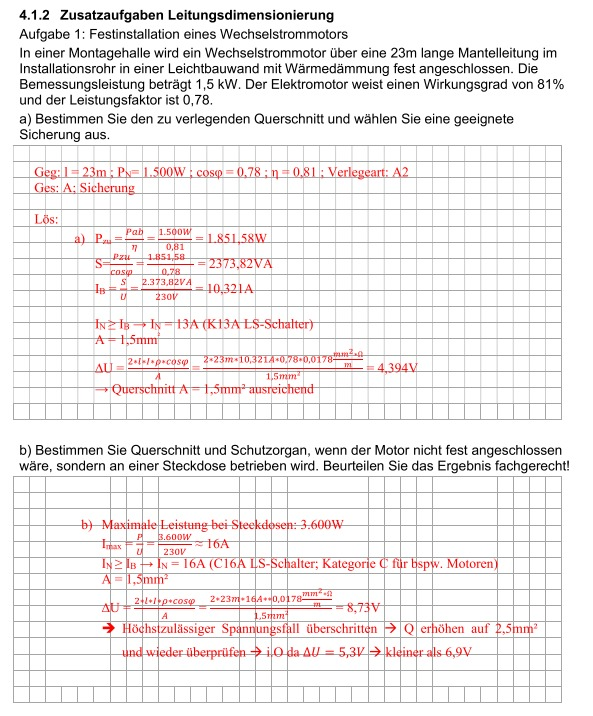 4.1.2 Zusatzaufgaben Leitungsdimensionierung
Aufgabe 1: Festinstallation eines Wechselstrommotors
In einer Montagehalle wird ein Wechselstrommotor über eine 23m lange Mantelleitung im
Installationsrohr in einer Leichtbauwand mit Wärmedämmung fest angeschlossen. Die
Bemessungsleistung beträgt 1,5 kW. Der Elektromotor weist einen Wirkungsgrad von 81%
und der Leistungsfaktor ist 0,78.
a) Bestimmen Sie den zu verlegenden Querschnitt und wählen Sie eine geeignete
Sicherung aus.
Geg: l = 23m ; P_N= 1.500W ; cosφ = 0,78 ; η = 0,81 ; Verlegeart: A2
Ges: A; Sicherung
Lös:
a) P_zu = Pab/η = 1.500W/0,81 = 1.851,58W
S= Pzu/cosφ = 1.851,58/0,78 = 2373,82VA
I_B = S/U = 2.373,82VA/230V = 10,321A
I_N ≥ I_B → I_N = 13A (K13A LS-Schalter)
A = 1,5mm²
ΔU = 2*l*I*ρ*cosφ/A = 2*23m*10,321A*0,78*0,0178 mm²*Ω/m / 1,5mm² = 4,394V
→ Querschnitt A = 1,5mm² ausreichend
b) Bestimmen Sie Querschnitt und Schutzorgan, wenn der Motor nicht fest angeschlossen
wäre, sondern an einer Steckdose betrieben wird. Beurteilen Sie das Ergebnis fachgerecht!
b) Maximale Leistung bei Steckdosen: 3.600W
I_max = P/U = 3.600W/230V ≈ 16A
I_N ≥ I_B → I_N = 16A (C16A LS-Schalter; Kategorie C für bspw. Motoren)
A = 1,5mm²
ΔU = 2*l*I*ρ*cosφ/A = 2*23m*16A**0,0178 mm²*Ω/m / 1,5mm² = 8,73V
➔ Höchstzulässiger Spannungsfall überschritten → Q erhöhen auf 2,5mm²
und wieder überprüfen → i.O da ΔU = 5,3V → kleiner als 6,9V